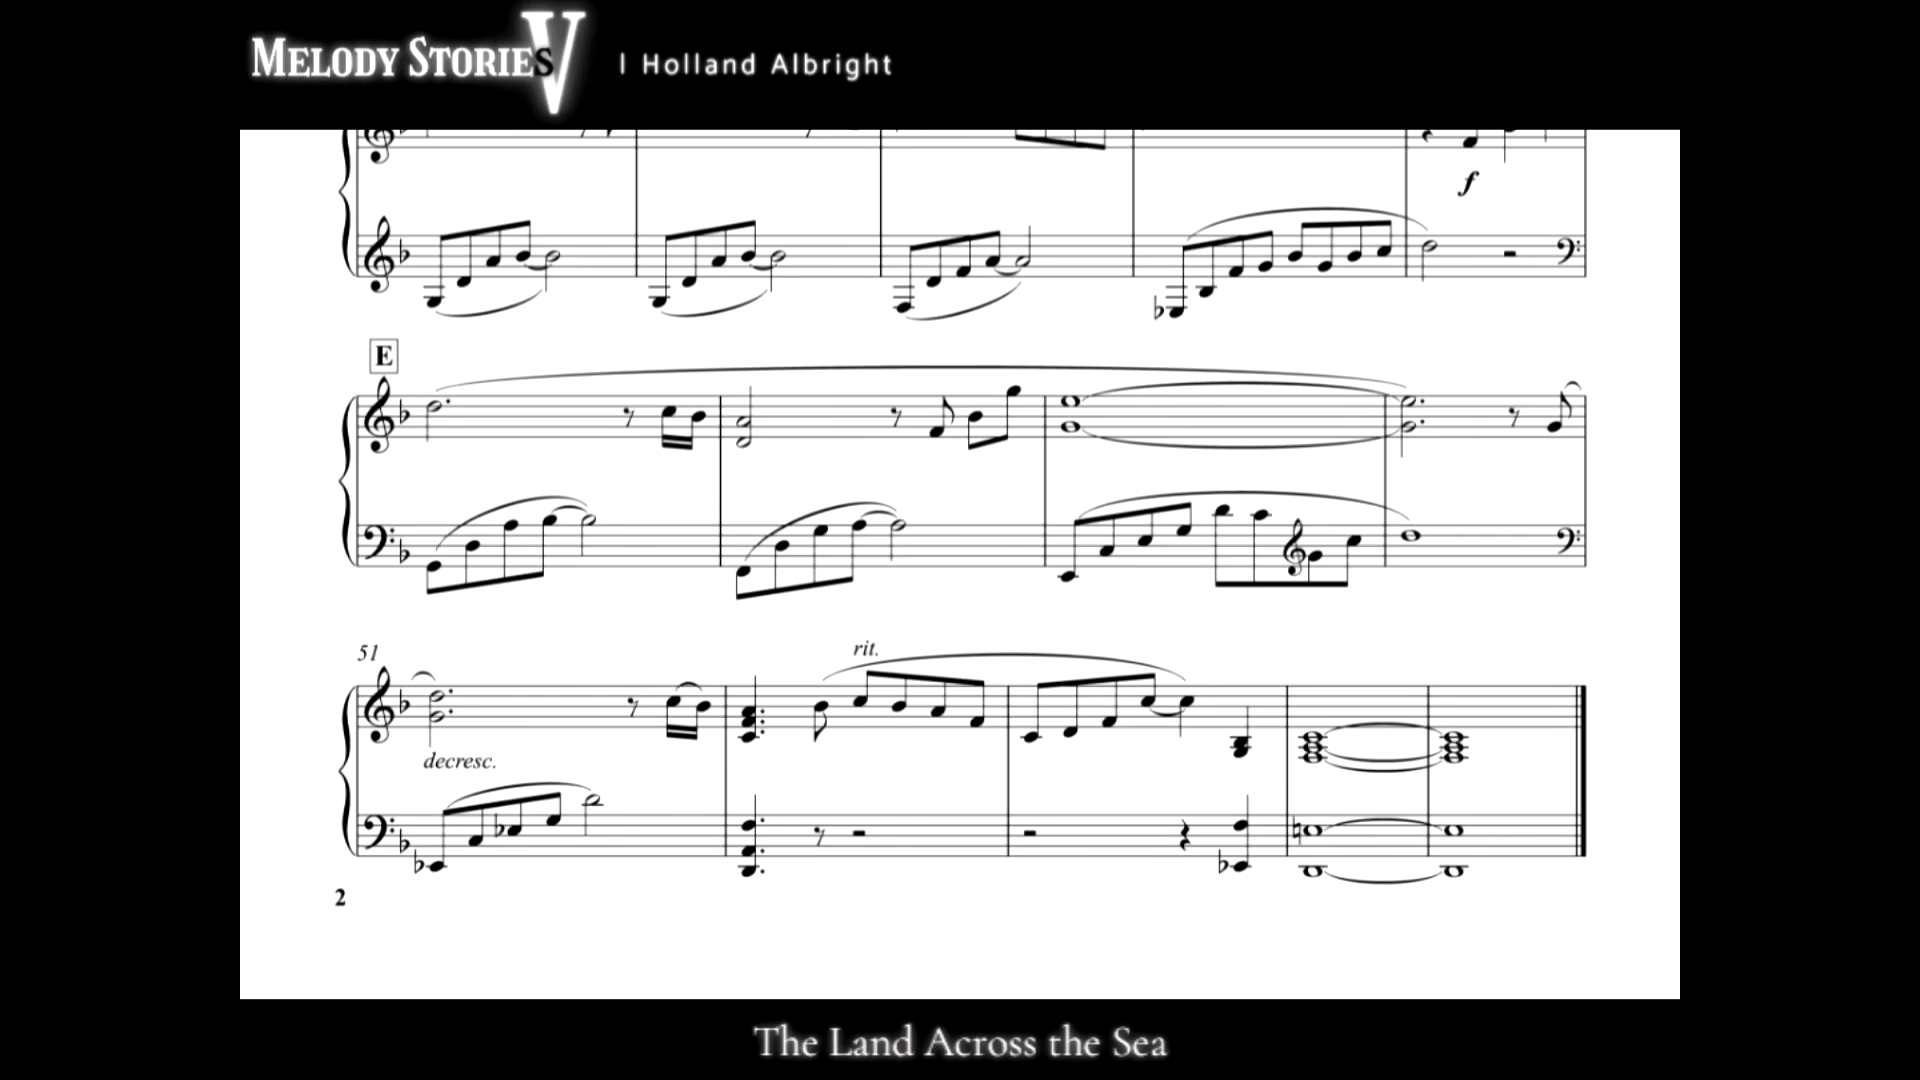 MELODY STORIES V | Holland Albright
f
E
51
rit.
decresc.
2
The Land Across the Sea